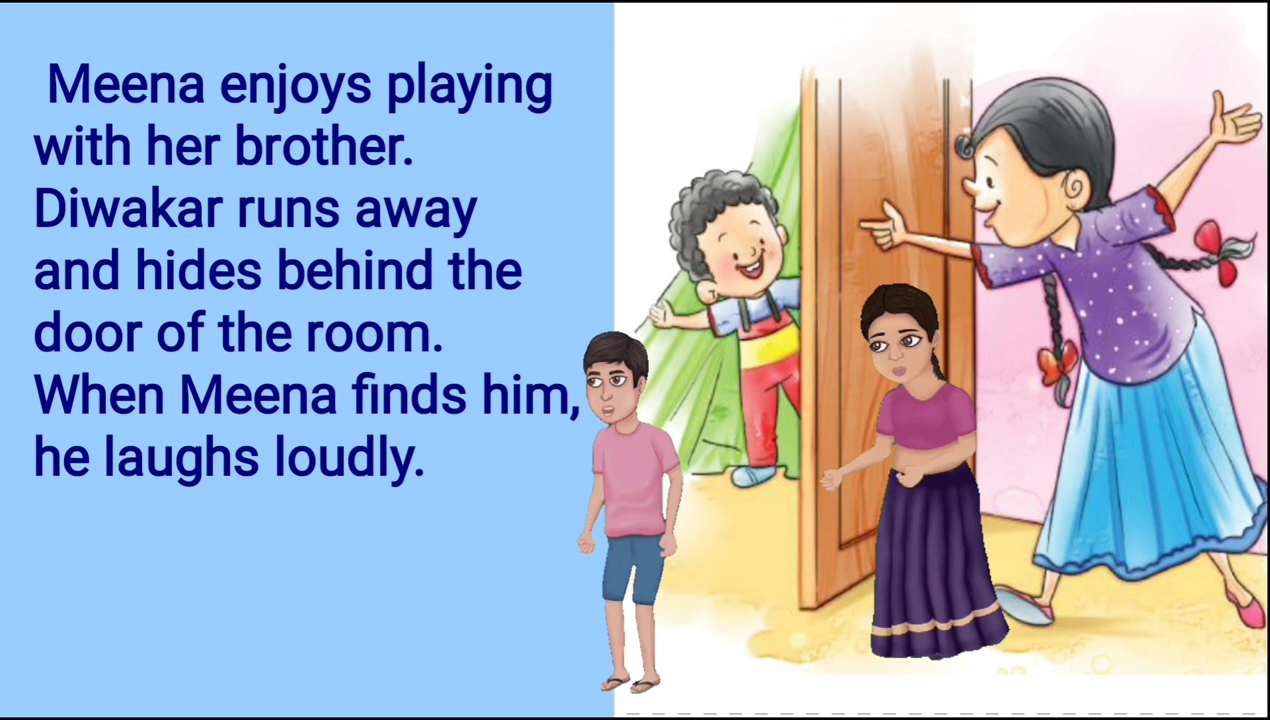 Meena enjoys playing
with her brother.
Diwakar runs away
and hides behind the
door of the room.
When Meena finds him,
he laughs loudly.